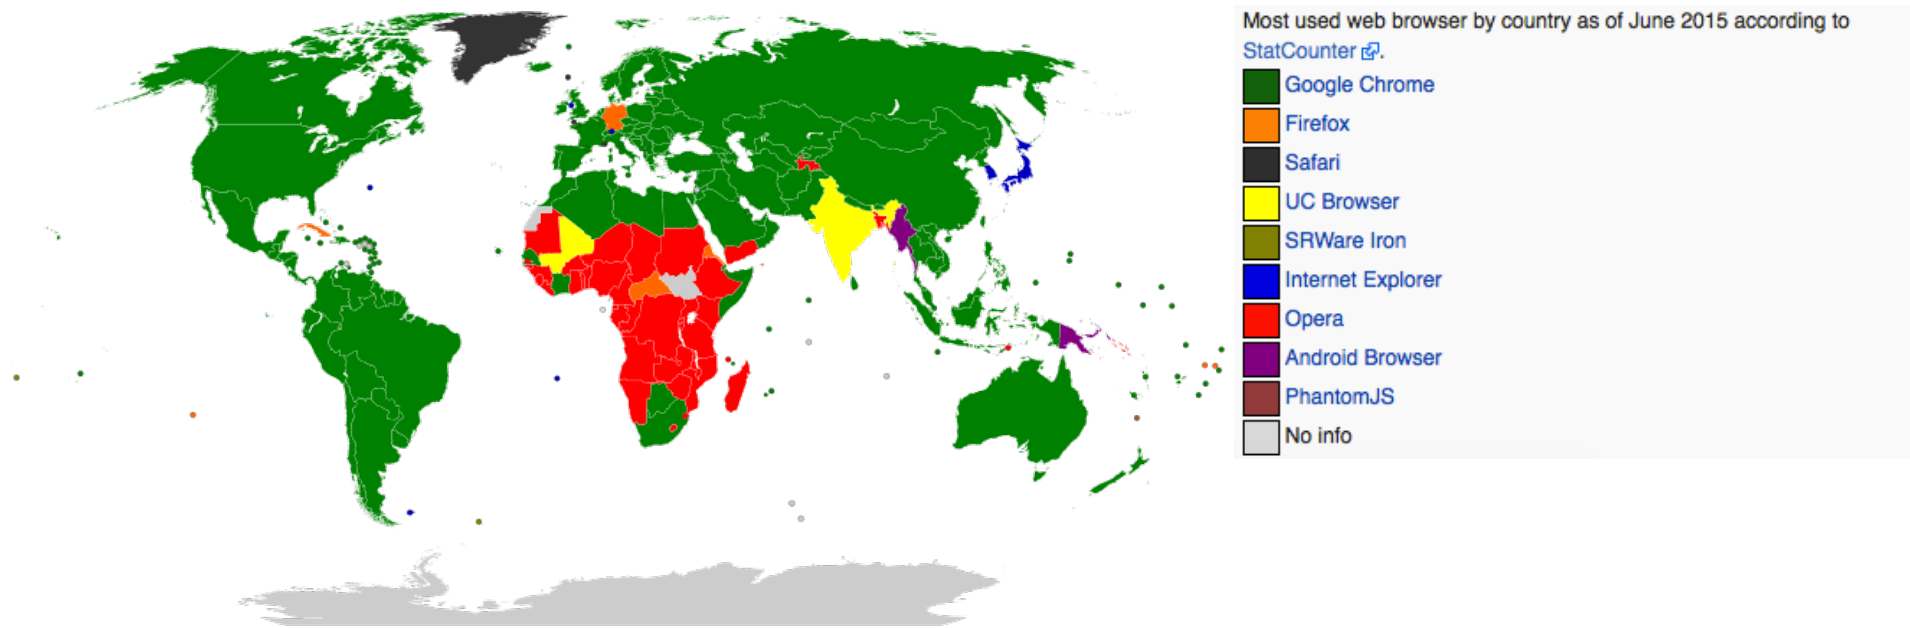 Most used web browser by country as of June 2015 according to
StatCounter.
Google Chrome
Firefox
Safari
UC Browser
SRWare Iron
Internet Explorer
Opera
Android Browser
PhantomJS
No info